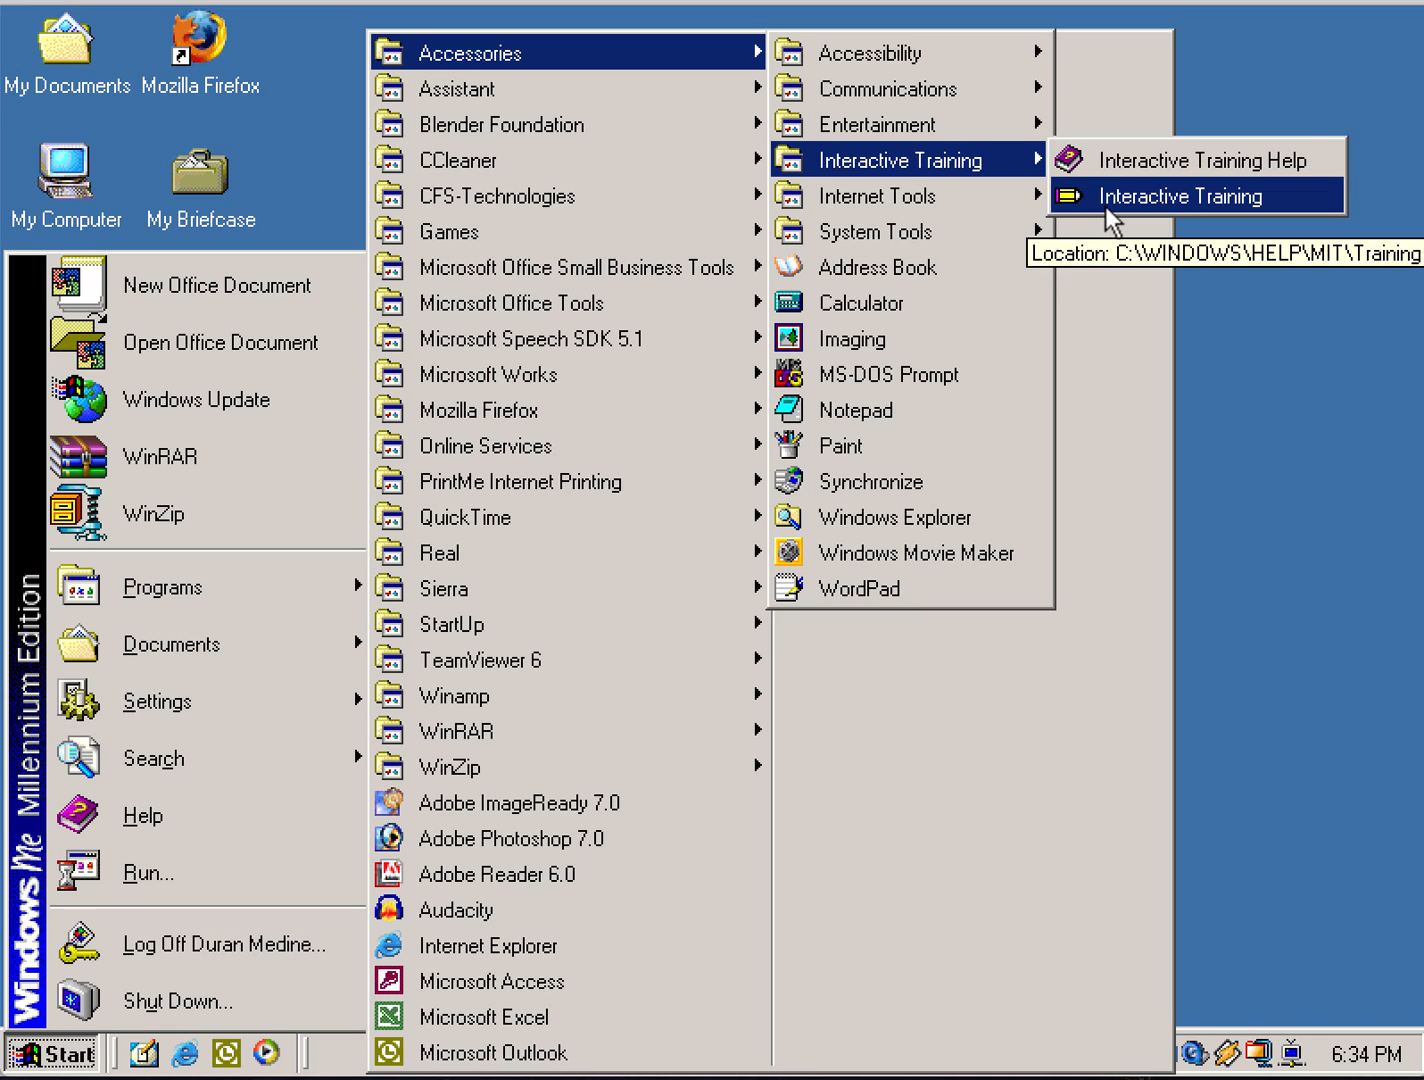 My Documents
Mozilla Firefox
My Computer
My Briefcase
New Office Document
Open Office Document
Windows Update
WinRAR
WinZip
Programs
Documents
Settings
Search
Help
Run...
Log Off Duran Medine...
Shut Down...
Windows Me Millennium Edition
Accessories
Assistant
Blender Foundation
CCleaner
CFS-Technologies
Games
Microsoft Office Small Business Tools
Microsoft Office Tools
Microsoft Speech SDK 5.1
Microsoft Works
Mozilla Firefox
Online Services
PrintMe Internet Printing
QuickTime
Real
Sierra
StartUp
TeamViewer 6
Winamp
WinRAR
WinZip
Adobe ImageReady 7.0
Adobe Photoshop 7.0
Adobe Reader 6.0
Audacity
Internet Explorer
Microsoft Access
Microsoft Excel
Microsoft Outlook
Accessibility
Communications
Entertainment
Interactive Training
Internet Tools
System Tools
Address Book
Calculator
Imaging
MS-DOS Prompt
Notepad
Paint
Synchronize
Windows Explorer
Windows Movie Maker
WordPad
Interactive Training Help
Interactive Training
Location: C:\WINDOWS\HELP\MIT\Training
Start
6:34 PM